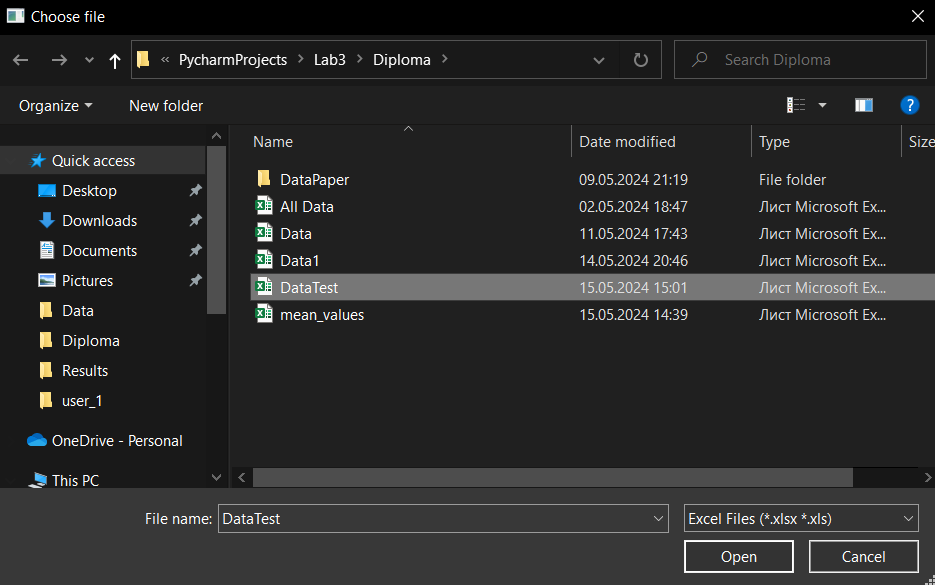 Choose file
« PycharmProjects > Lab3 > Diploma >
Search Diploma
Organize New folder
?
Name Date modified Type Size
DataPaper 09.05.2024 21:19 File folder
All Data 02.05.2024 18:47 Лист Microsoft Ex...
Data 11.05.2024 17:43 Лист Microsoft Ex...
Data1 14.05.2024 20:46 Лист Microsoft Ex...
DataTest 15.05.2024 15:01 Лист Microsoft Ex...
mean_values 15.05.2024 14:39 Лист Microsoft Ex...
Quick access
Desktop
Downloads
Documents
Pictures
Data
Diploma
Results
user_1
OneDrive - Personal
This PC
File name: DataTest Excel Files (*.xlsx *.xls)
Open Cancel